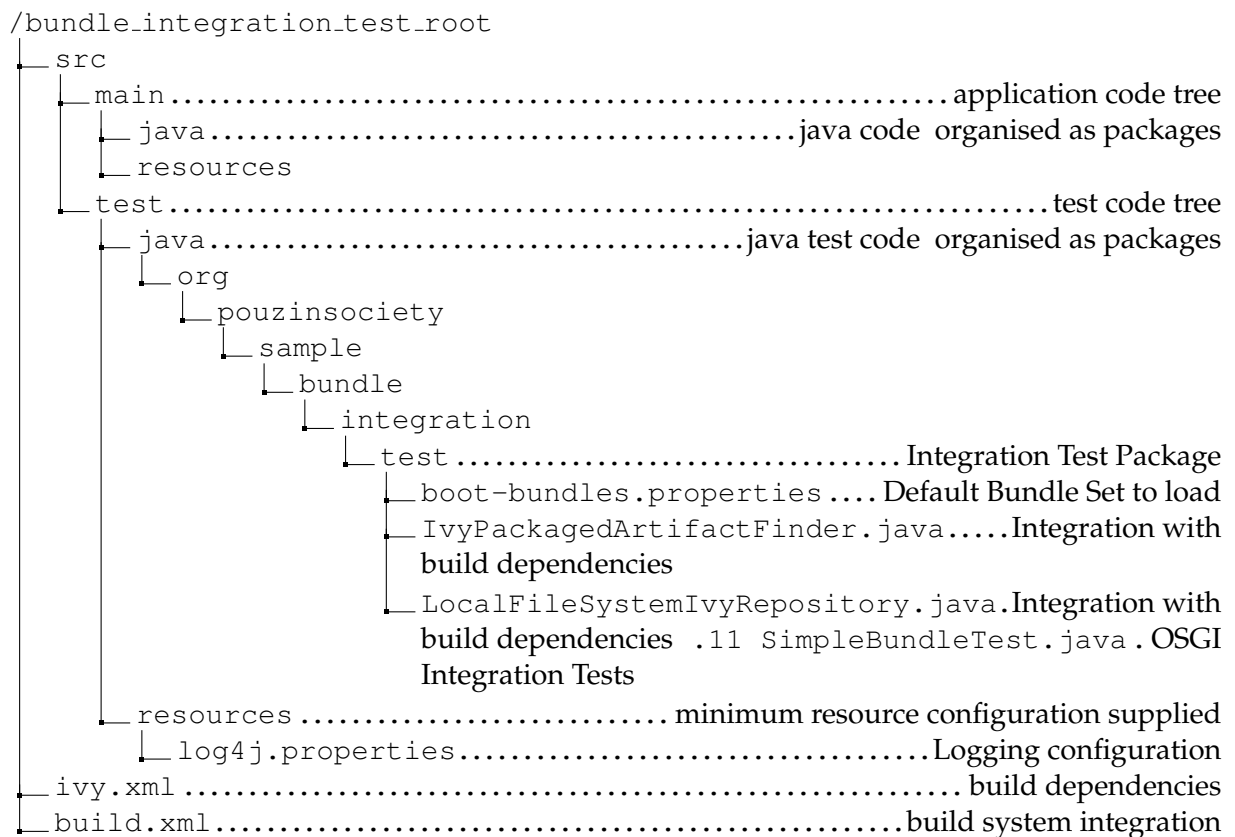 /bundle_integration_test_root
src
main ........................................................ application code tree
java ............................................ java code organised as packages
resources
test ................................................................ test code tree
java ....................................... java test code organised as packages
org
pouzinsociety
sample
bundle
integration
test ................................. Integration Test Package
boot-bundles.properties .... Default Bundle Set to load
IvyPackagedArtifactFinder.java.....Integration with
build dependencies
LocalFileSystemIvyRepository.java.Integration with
build dependencies .11 SimpleBundleTest.java . OSGI
Integration Tests
resources ........................... minimum resource configuration supplied
log4j.properties.................................. Logging configuration
ivy.xml ........................................................ build dependencies
build.xml.................................................. build system integration